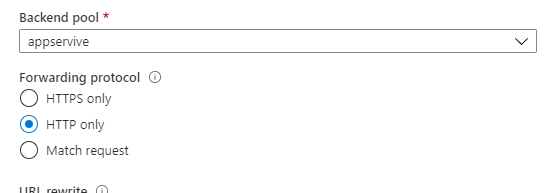 Backend pool *
appservive
Forwarding protocol
HTTPS only
HTTP only
Match request
URL rewrite